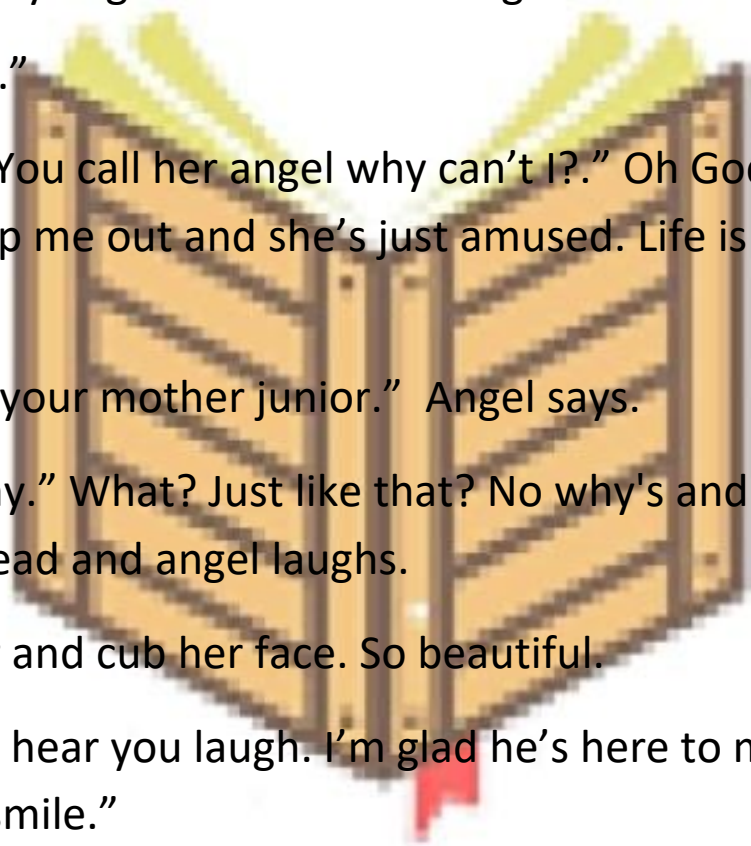 .”
You call her angel why can’t I?.” Oh
p me out and she’s just amused. Life is
your mother junior.” Angel says.
y.” What? Just like that? No why's and
ead and angel laughs.
and cub her face. So beautiful.
hear you laugh. I’m glad he’s here to
smile.”